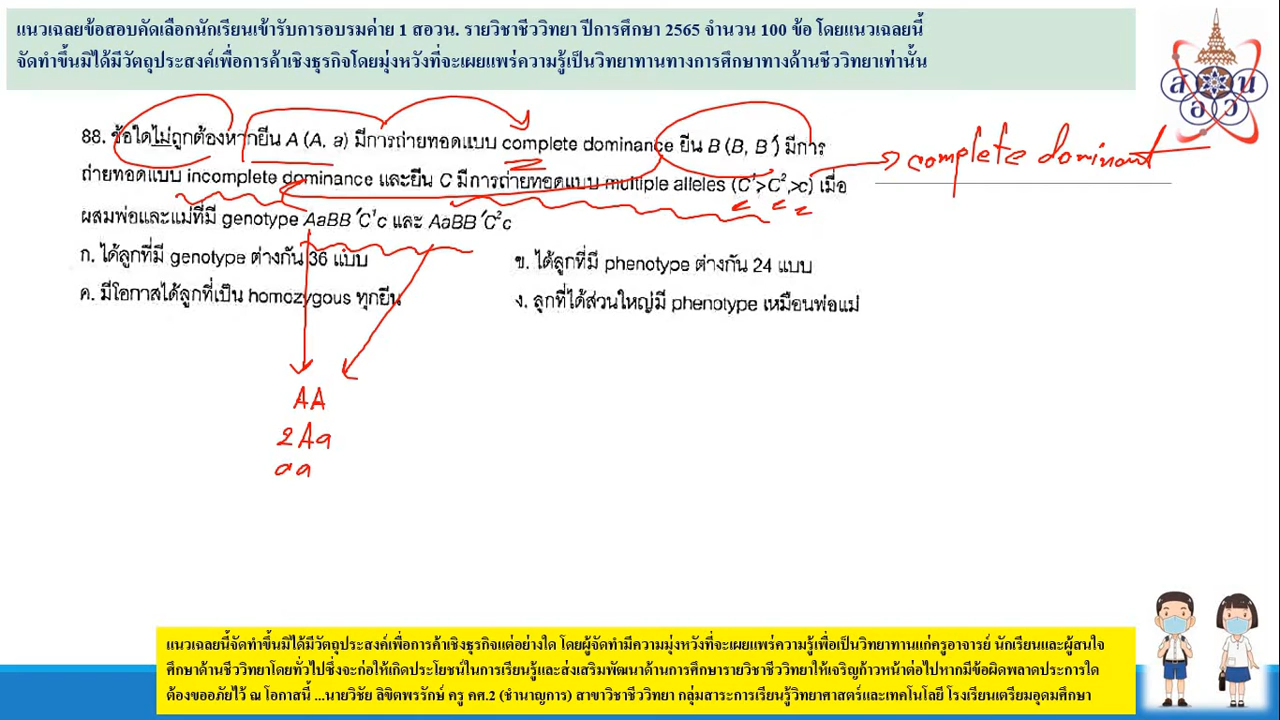 แนวเฉลยข้อสอบคัดเลือกนักเรียนเข้ารับการอบรมค่าย 1 สอวน. รายวิชาชีววิทยา ปีการศึกษา 2565 จำนวน 100 ข้อ โดยแนวเฉลยนี้
จัดทำขึ้นมิได้มีวัตถุประสงค์เพื่อการค้าเชิงธุรกิจโดยมุ่งหวังที่จะเผยแพร่ความรู้เป็นวิทยาทานทางการศึกษาทางด้านชีววิทยาเท่านั้น
สอวน
88. ข้อใดไม่ถูกต้องหากยีน A (A, a) มีการถ่ายทอดแบบ complete dominance ยีน B (B, B′) มีการ
→ complete dominant
ถ่ายทอดแบบ incomplete dominance และยีน C มีการถ่ายทอดแบบ multiple alleles (C¹>C²,>c) เมื่อ
ผสมพ่อและแม่ที่มี genotype AaBB′C¹c และ AaBB′C²c
ก. ได้ลูกที่มี genotype ต่างกัน 36 แบบ
ข. ได้ลูกที่มี phenotype ต่างกัน 24 แบบ
ค. มีโอกาสได้ลูกที่เป็น homozygous ทุกยีน
ง. ลูกที่ได้ส่วนใหญ่มี phenotype เหมือนพ่อแม่
AA
2Aa
aa
แนวเฉลยนี้จัดทำขึ้นมิได้มีวัตถุประสงค์เพื่อการค้าเชิงธุรกิจแต่อย่างใด โดยผู้จัดทำมีความมุ่งหวังที่จะเผยแพร่ความรู้เพื่อเป็นวิทยาทานแก่ครูอาจารย์ นักเรียนและผู้สนใจ
ศึกษาด้านชีววิทยาโดยทั่วไปซึ่งจะก่อให้เกิดประโยชน์ในการเรียนรู้และส่งเสริมพัฒนาด้านการศึกษารายวิชาชีววิทยาให้เจริญก้าวหน้าต่อไปหากมีข้อผิดพลาดประการใด
ต้องขออภัยไว้ ณ โอกาสนี้ ...นายวิชัย ลิขิตพรรักษ์ ครู คศ.2 (ชำนาญการ) สาขาวิชาชีววิทยา กลุ่มสาระการเรียนรู้วิทยาศาสตร์และเทคโนโลยี โรงเรียนเตรียมอุดมศึกษา